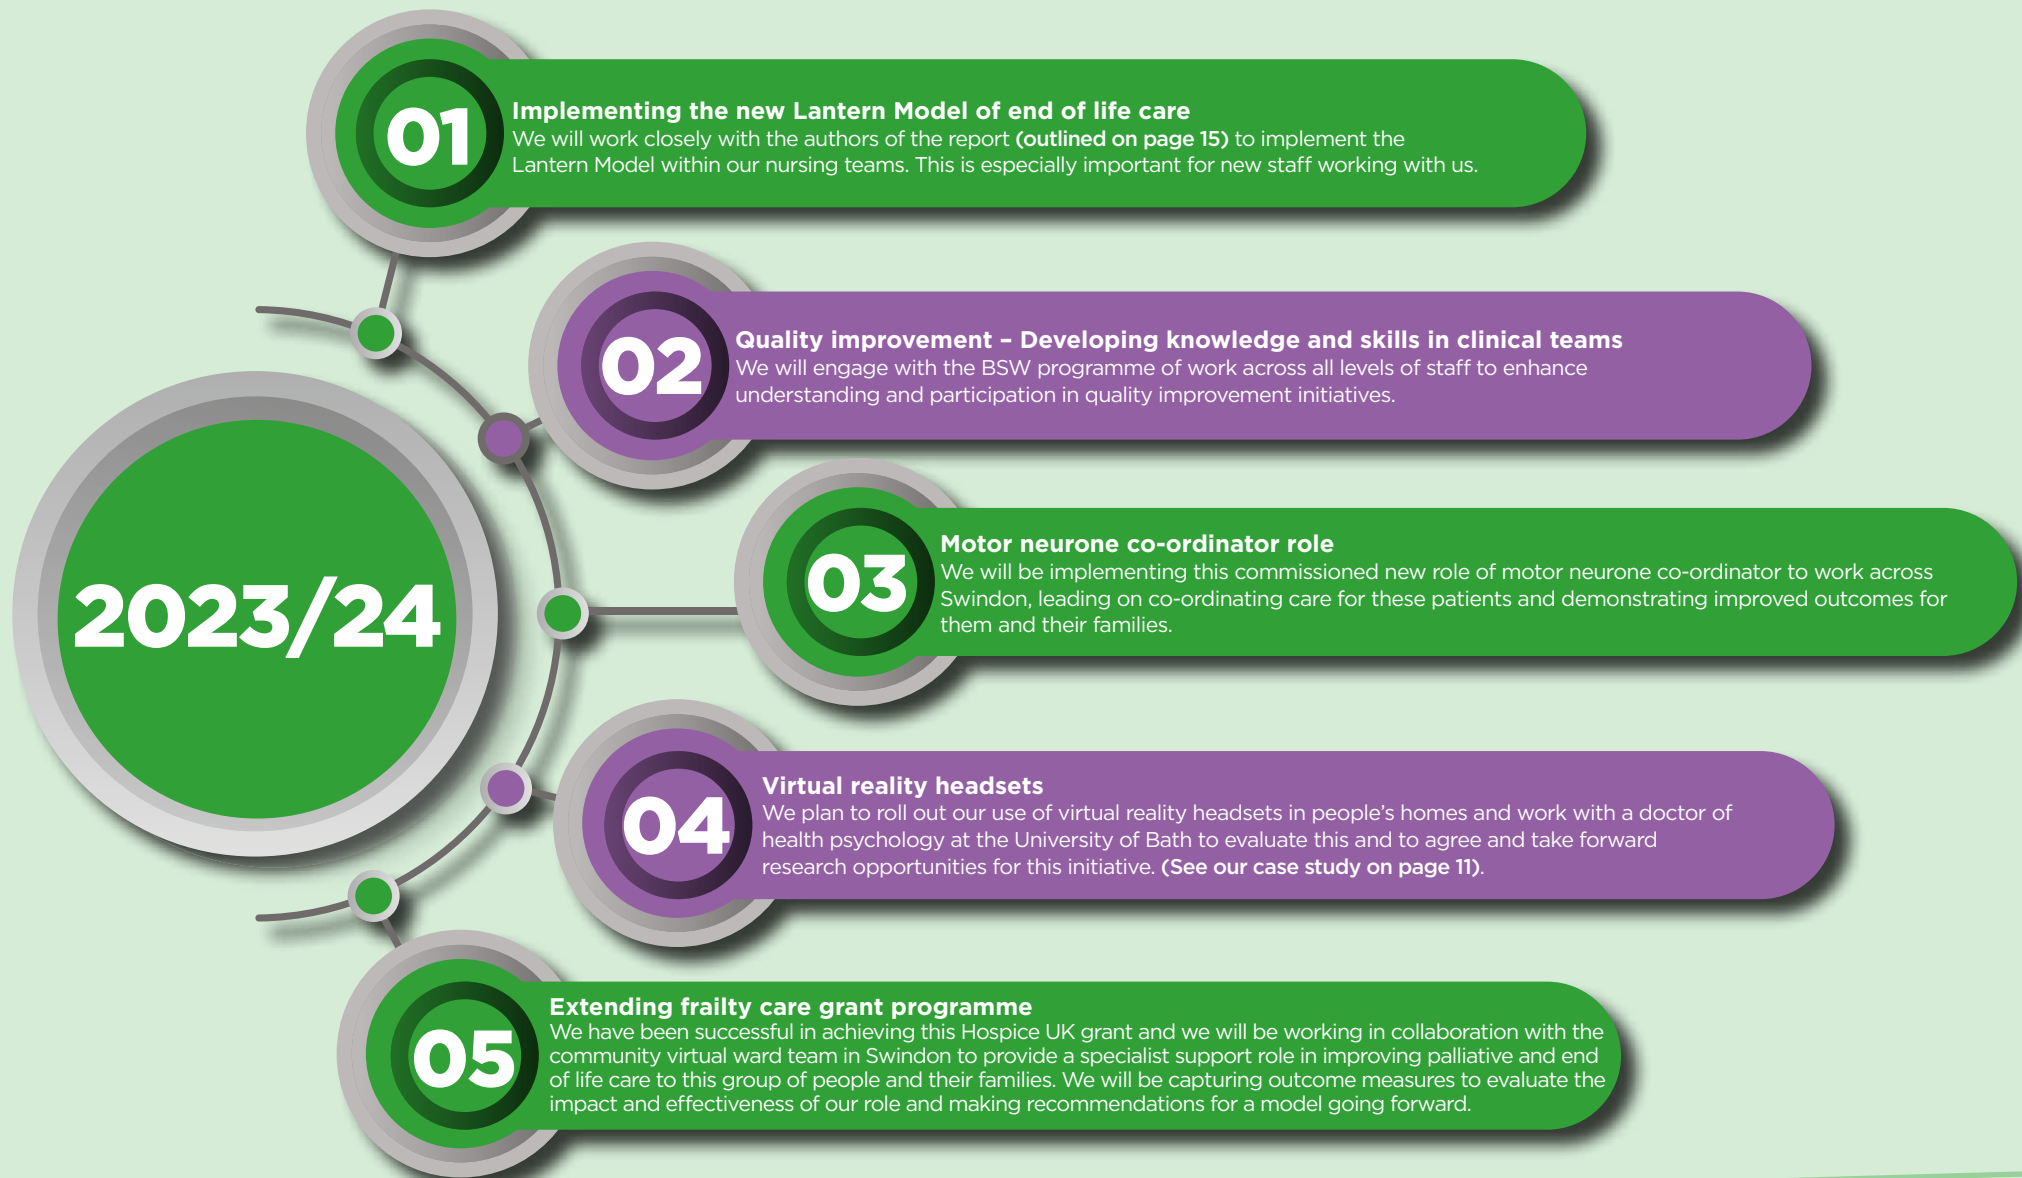 2023/24
01
Implementing the new Lantern Model of end of life care
We will work closely with the authors of the report (outlined on page 15) to implement the
Lantern Model within our nursing teams. This is especially important for new staff working with us.
02
Quality improvement – Developing knowledge and skills in clinical teams
We will engage with the BSW programme of work across all levels of staff to enhance
understanding and participation in quality improvement initiatives.
03
Motor neurone co-ordinator role
We will be implementing this commissioned new role of motor neurone co-ordinator to work across
Swindon, leading on co-ordinating care for these patients and demonstrating improved outcomes for
them and their families.
04
Virtual reality headsets
We plan to roll out our use of virtual reality headsets in people’s homes and work with a doctor of
health psychology at the University of Bath to evaluate this and to agree and take forward
research opportunities for this initiative. (See our case study on page 11).
05
Extending frailty care grant programme
We have been successful in achieving this Hospice UK grant and we will be working in collaboration with the
community virtual ward team in Swindon to provide a specialist support role in improving palliative and end
of life care to this group of people and their families. We will be capturing outcome measures to evaluate the
impact and effectiveness of our role and making recommendations for a model going forward.